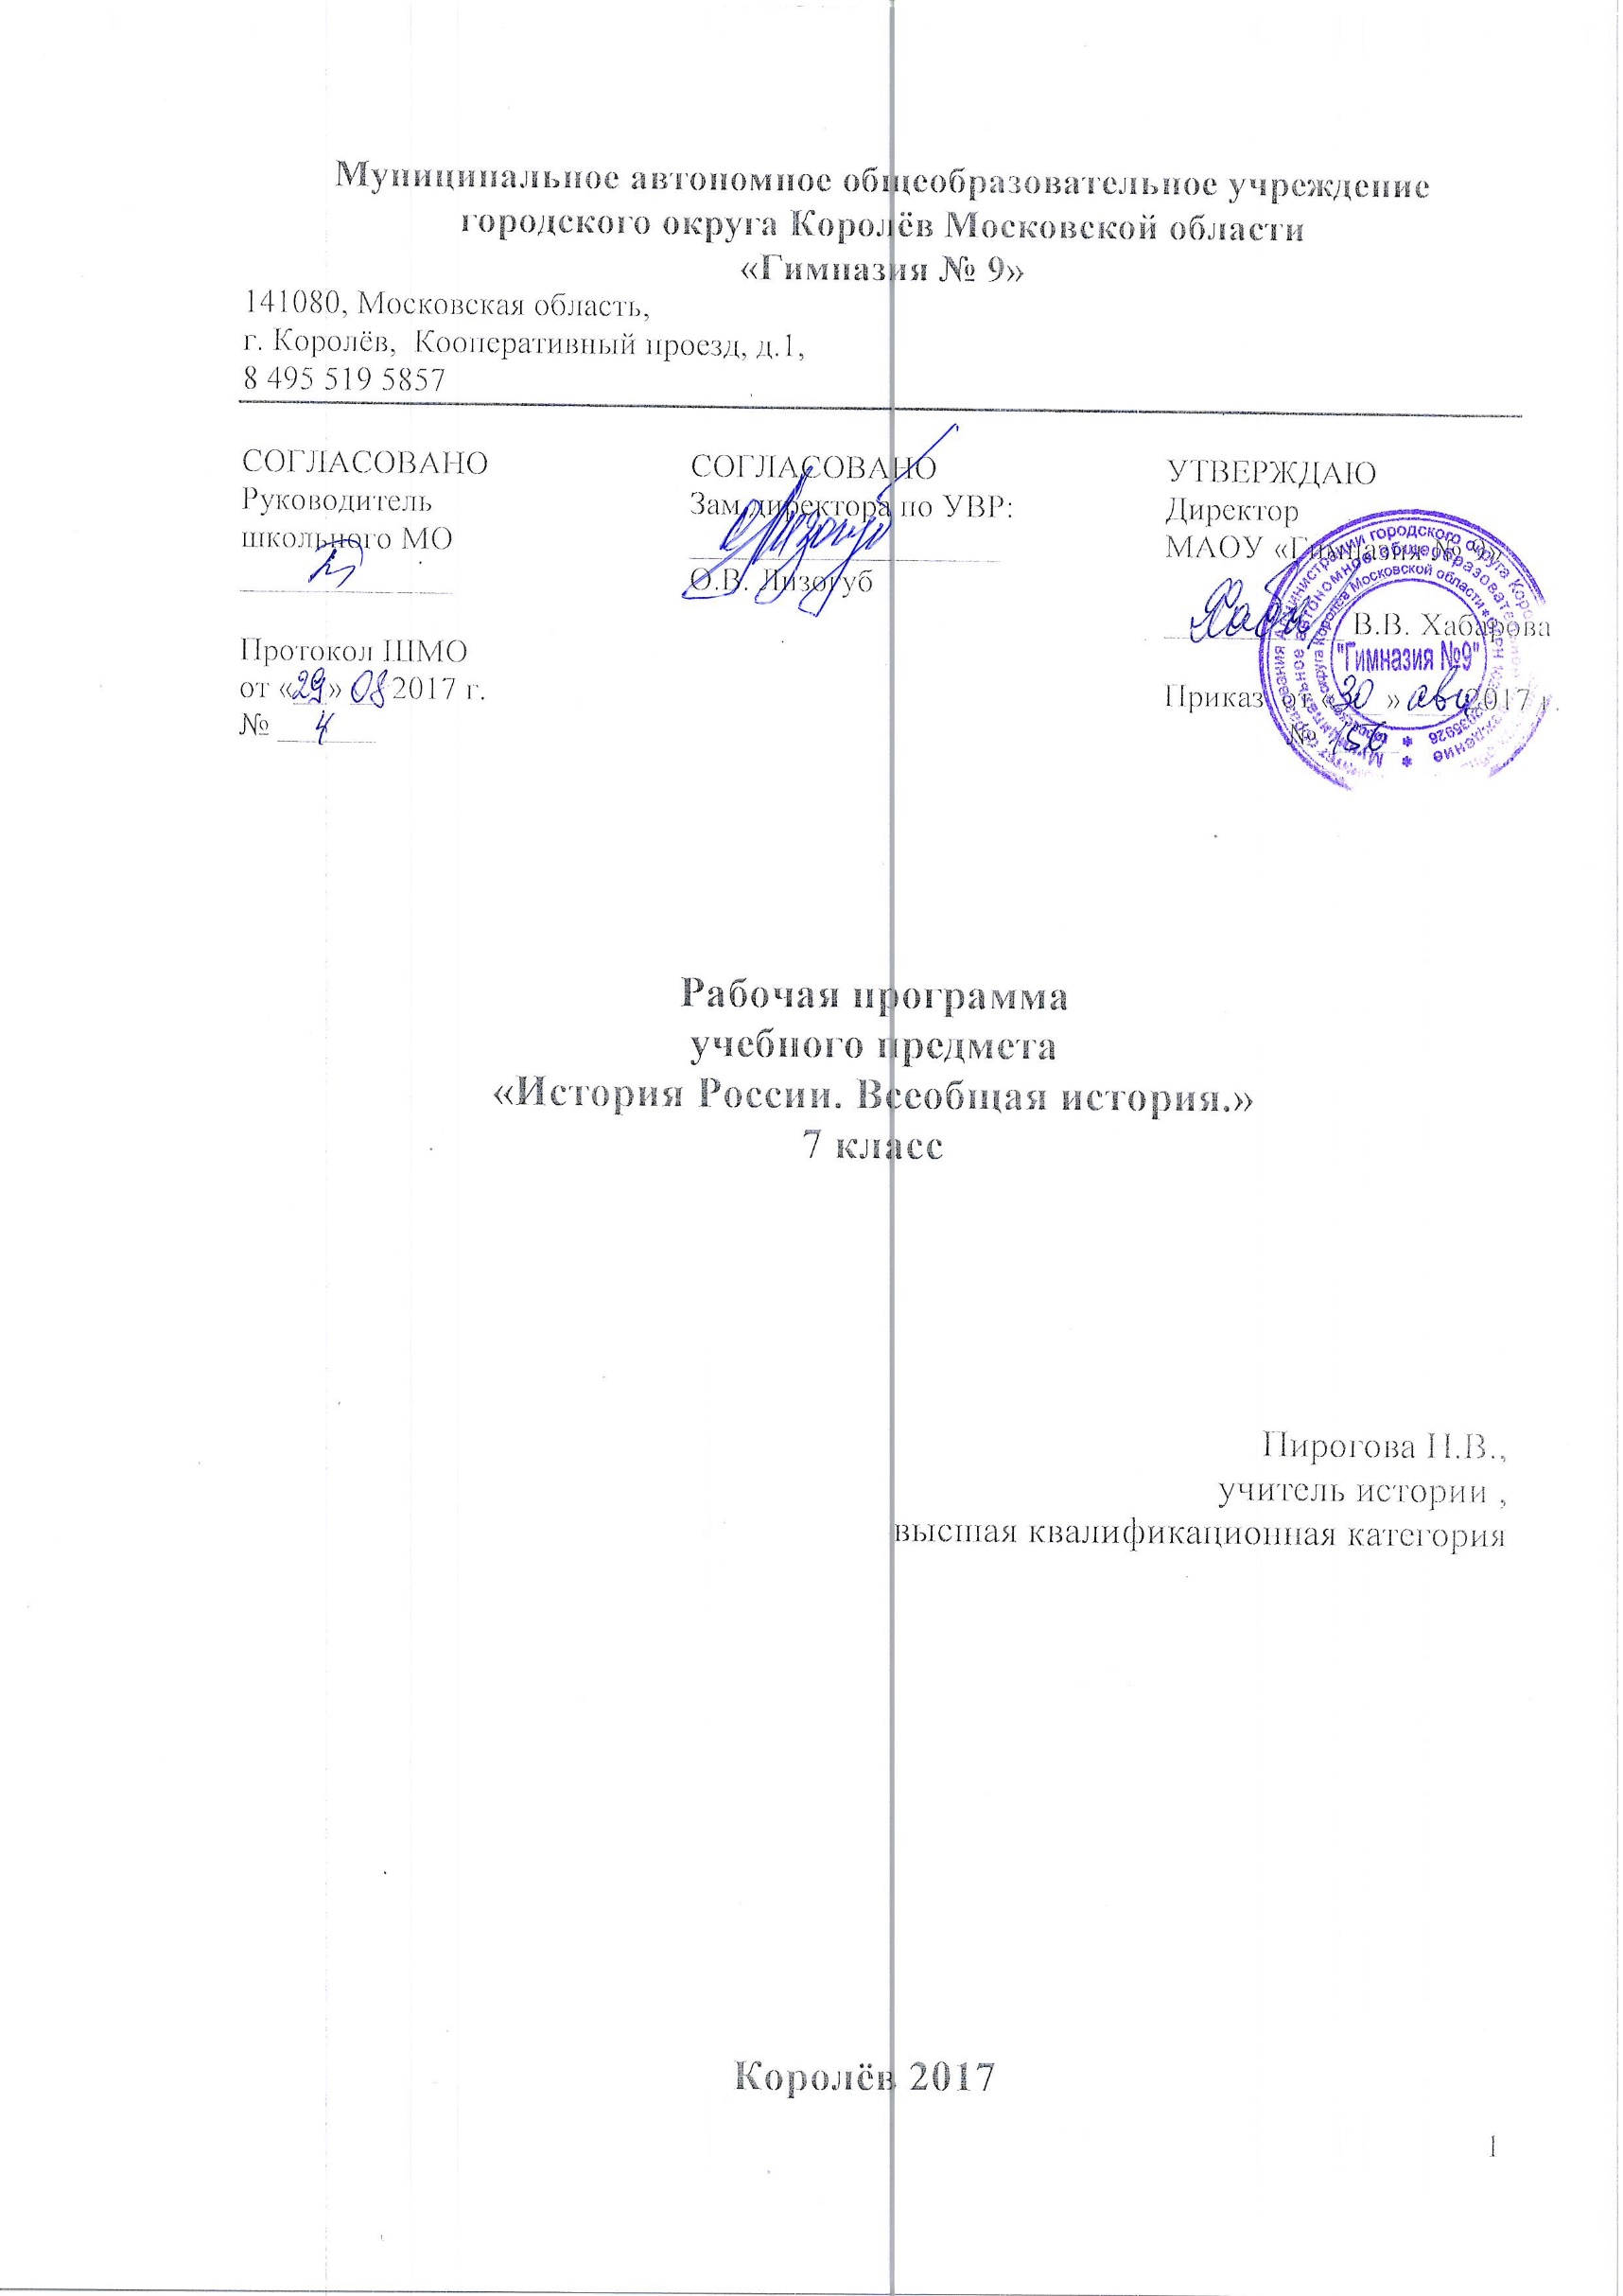 Муниципальное автономное общеобразовательное учреждение
городского округа Королёв Московской области
«Гимназия № 9»
141080, Московская область,
г. Королёв, Кооперативный проезд, д.1,
8 495 519 5857
СОГЛАСОВАНО
Руководитель
школьного МО
Протокол ШМО
от «29» 08 2017 г.
№ 4
СОГЛАСОВАНО
Зам.директора по УВР:
О.В. Лизогуб
УТВЕРЖДАЮ
Директор
МАОУ «Гимназия № 9»
В.В. Хабарова
Приказ от «30» авг 2017 г.
№ 156
"Гимназия №9"
Рабочая программа
учебного предмета
«История России. Всеобщая история.»
7 класс
Пирогова Н.В.,
учитель истории ,
высшая квалификационная категория
Королёв 2017
1